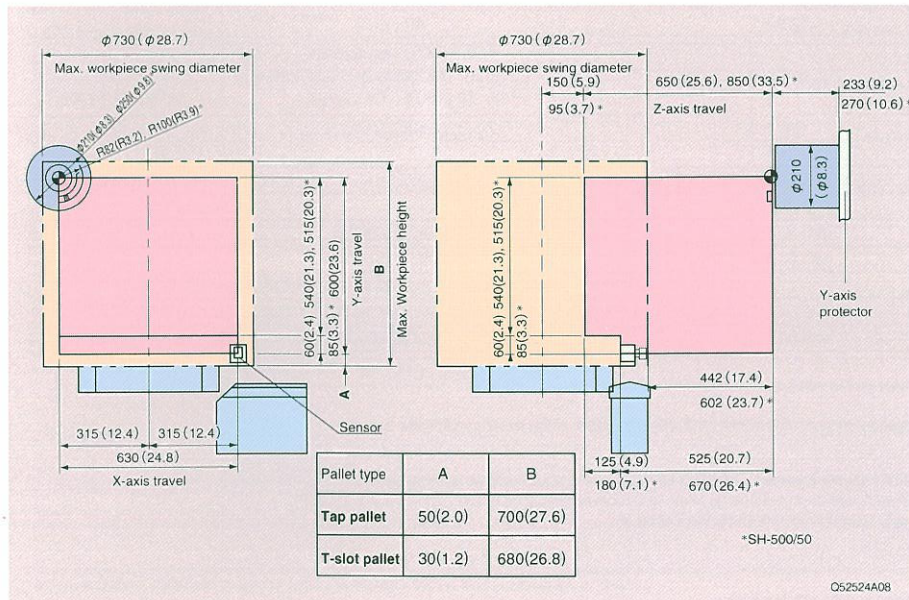 φ730(φ28.7)
Max. workpiece swing diameter
φ210(φ8.3) φ250(φ9.8)*
R82(R3.2), R100(R3.9)*
60(2.4) 540(21.3), 515(20.3)*
85(3.3)* 600(23.6)
Y-axis travel
B
Max. Workpiece height
A
Sensor
315(12.4)
315(12.4)
630(24.8)
X-axis travel
φ730(φ28.7)
Max. workpiece swing diameter
150(5.9)
95(3.7)*
650(25.6), 850(33.5)*
Z-axis travel
233(9.2)
270(10.6)*
φ210
(φ8.3)
Y-axis
protector
60(2.4) 540(21.3), 515(20.3)*
85(3.3)*
442(17.4)
602(23.7)*
125(4.9)
180(7.1)*
525(20.7)
670(26.4)*
Pallet type A B
Tap pallet 50(2.0) 700(27.6)
T-slot pallet 30(1.2) 680(26.8)
*SH-500/50
Q52524A08